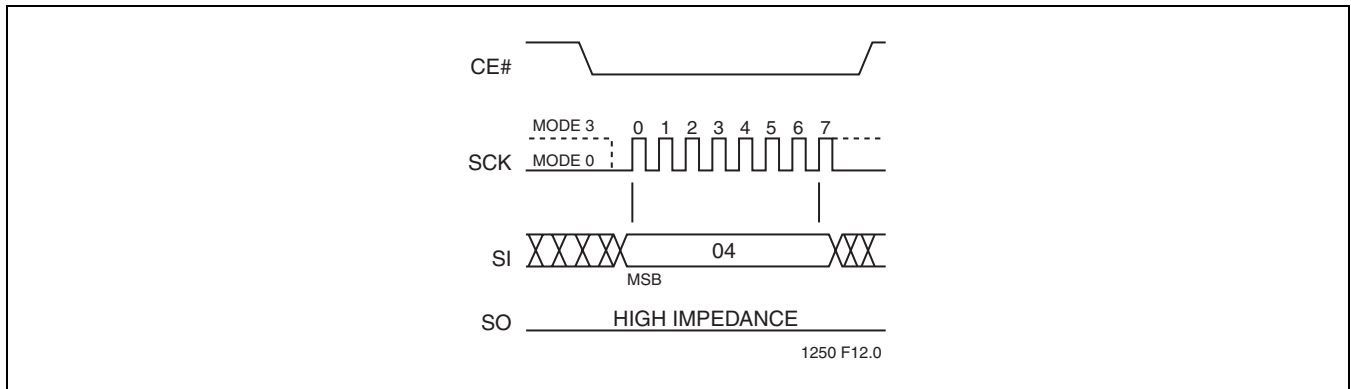 CE#
MODE 3
0 1 2 3 4 5 6 7
SCK
MODE 0
SI
04
MSB
SO
HIGH IMPEDANCE
1250 F12.0